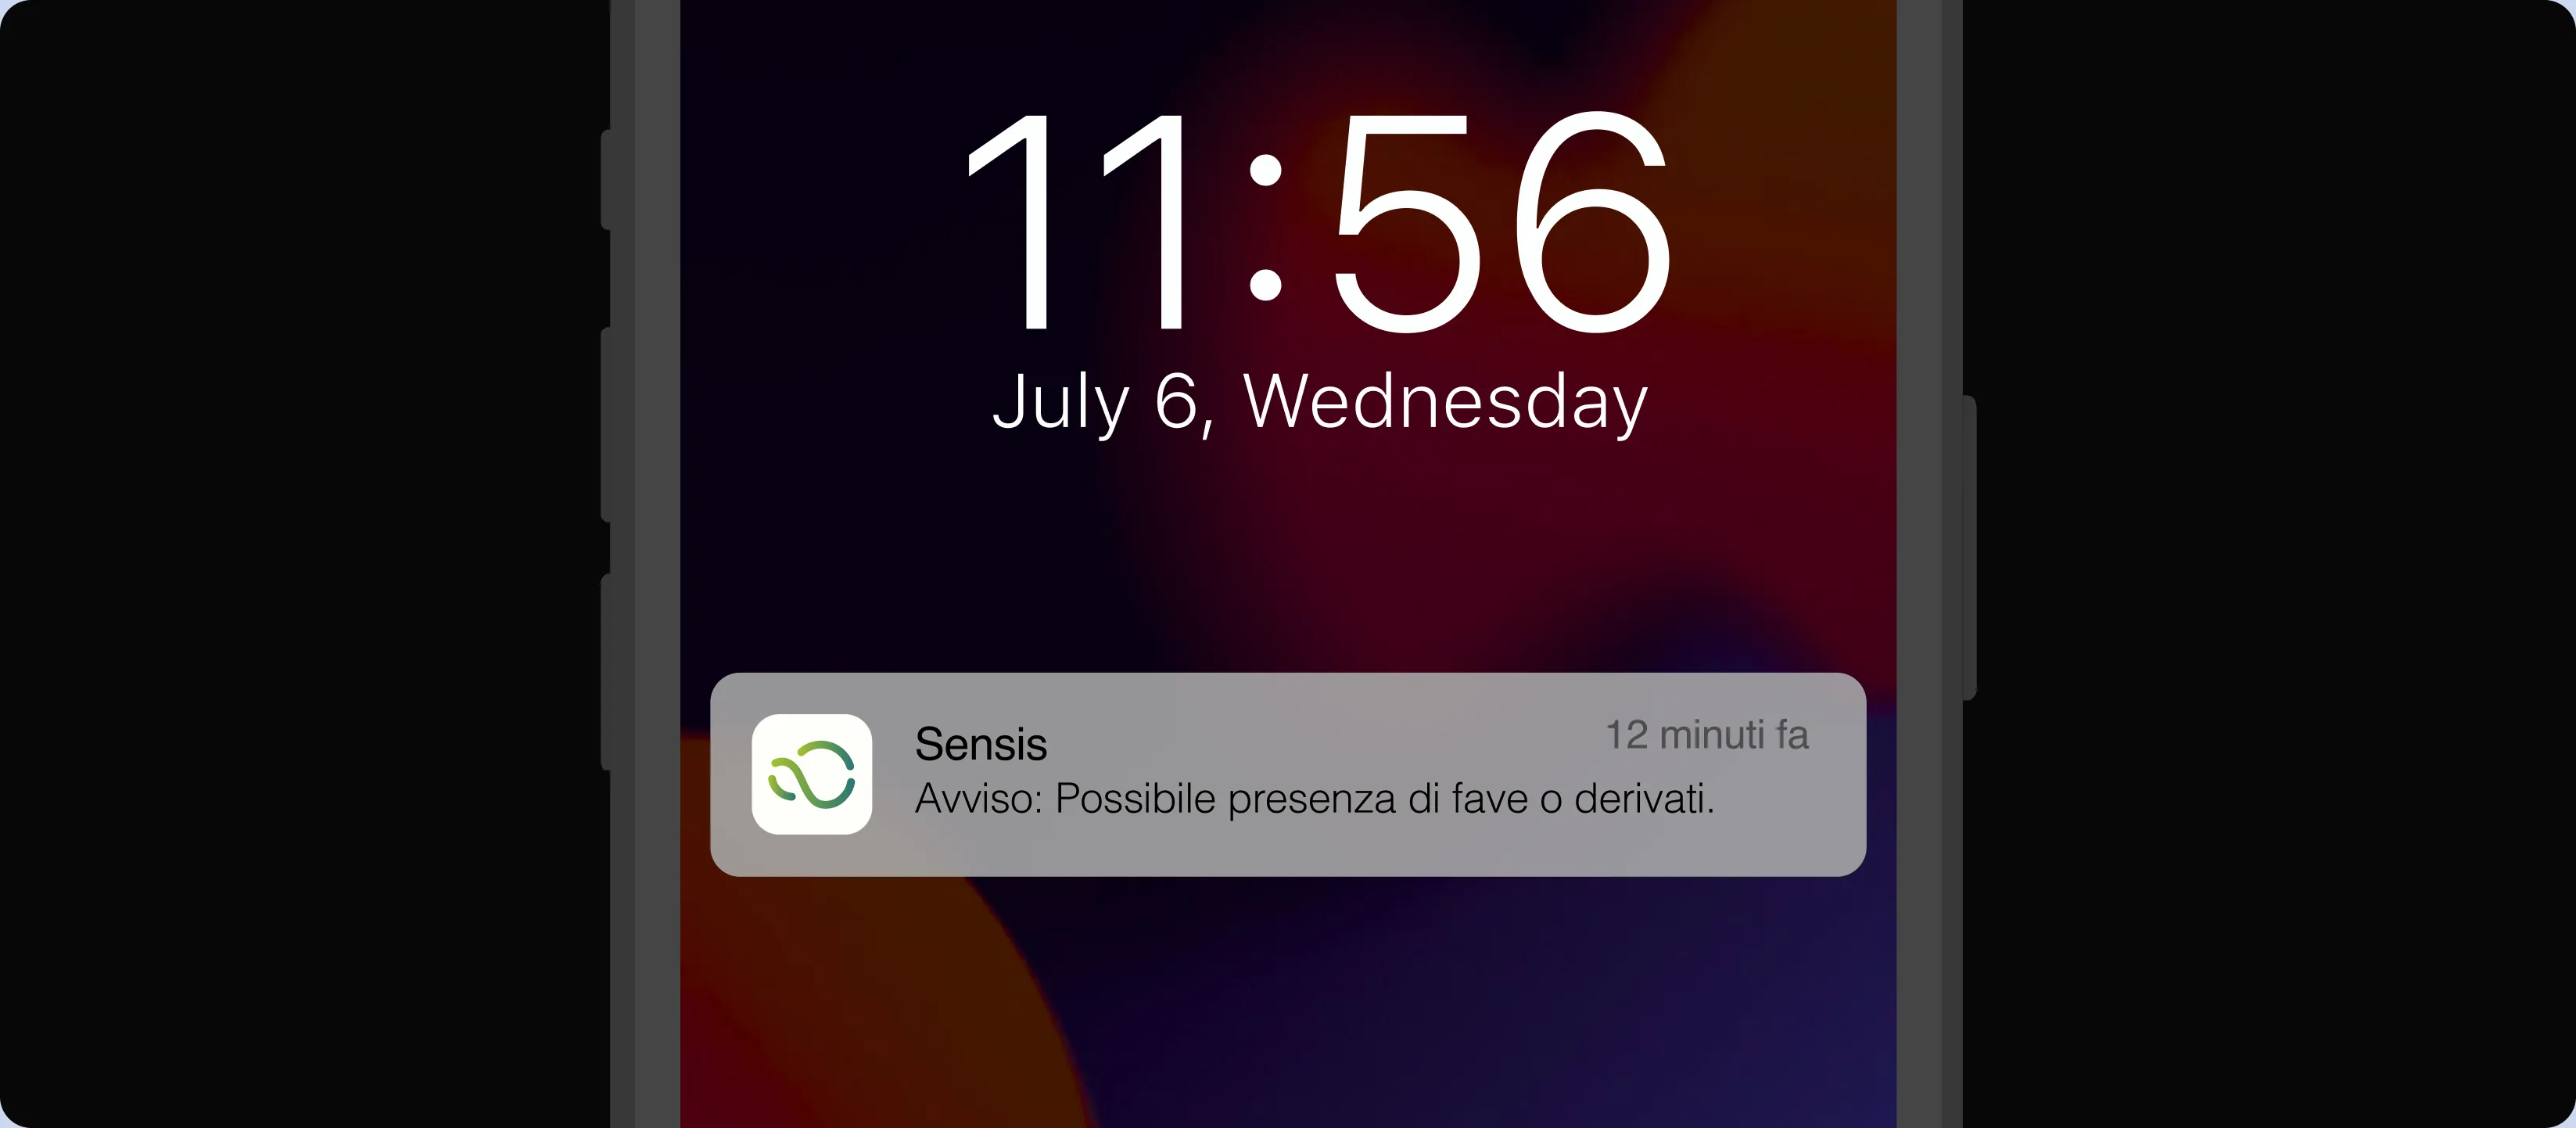 11:56
July 6, Wednesday
Sensis
12 minuti fa
Avviso: Possibile presenza di fave o derivati.